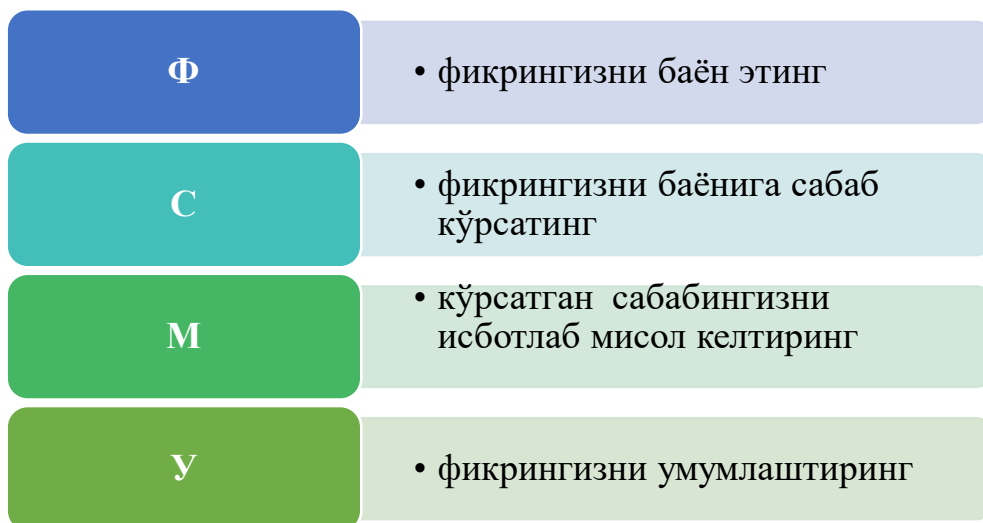 Ф
• фикрингизни баён этинг
С
• фикрингизни баёнига сабаб
кўрсатинг
М
• кўрсатган сабабингизни
исботлаб мисол келтиринг
У
• фикрингизни умумлаштиринг